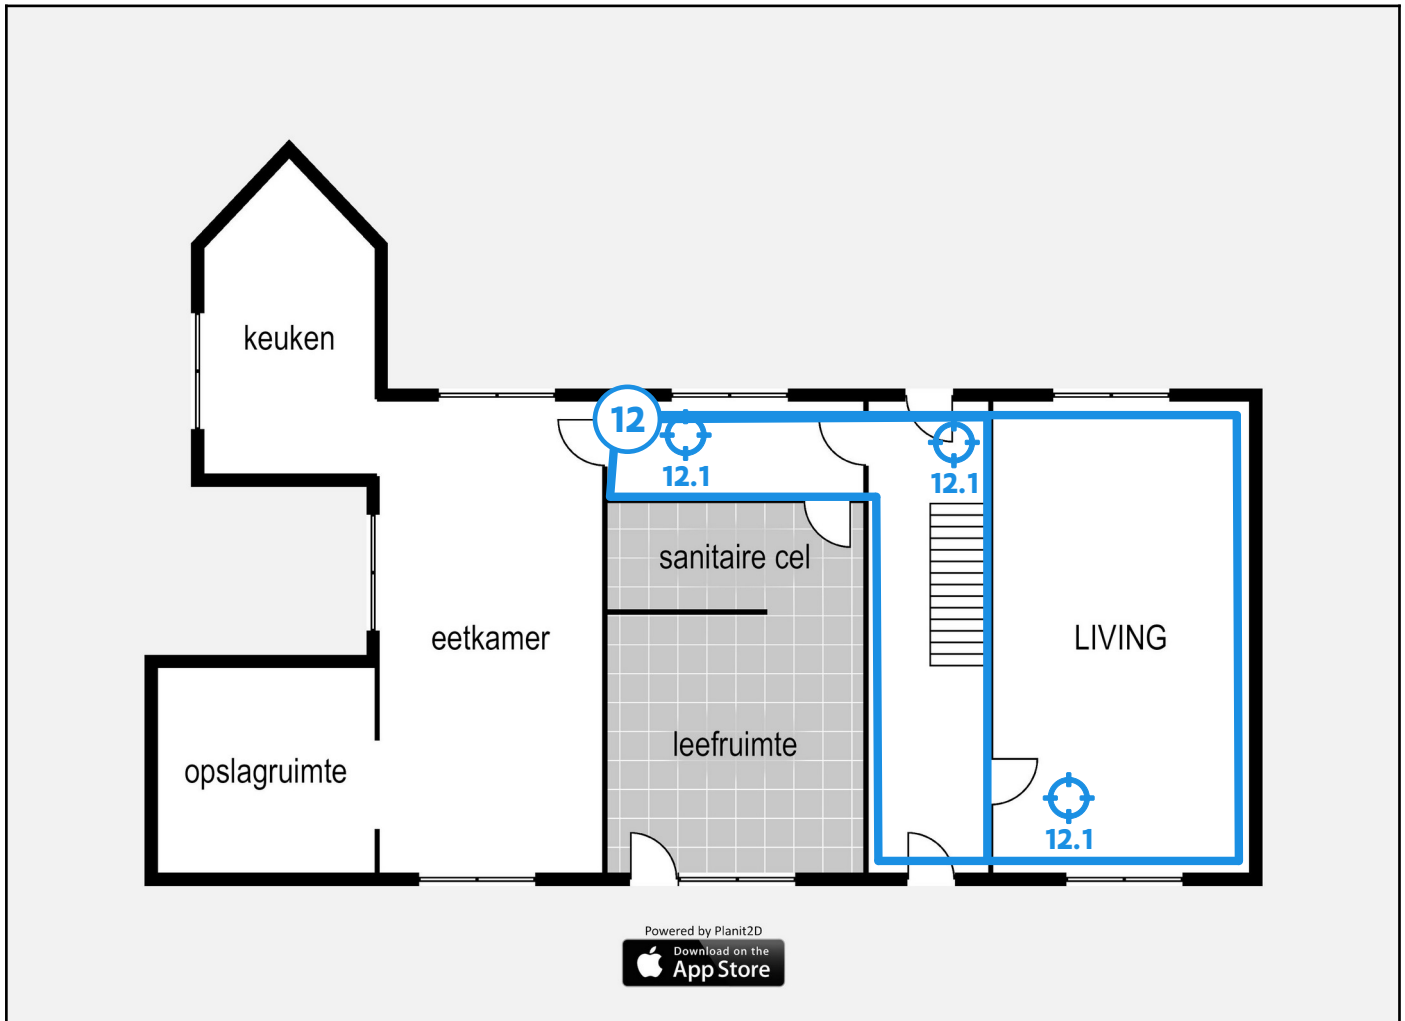 keuken
12
12.1
12.1
sanitaire cel
eetkamer
LIVING
leefruimte
opslagruimte
12.1
Powered by Planit2D
Download on the
App Store